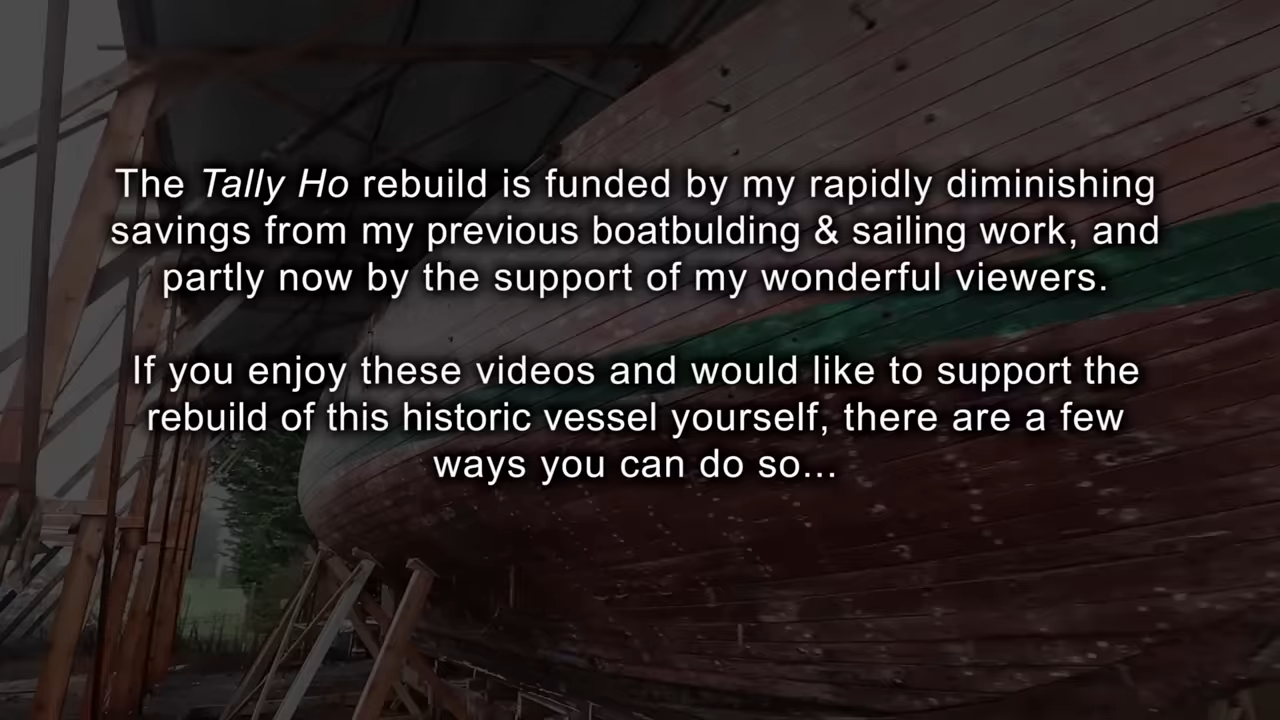 The Tally Ho rebuild is funded by my rapidly diminishing
savings from my previous boatbulding & sailing work, and
partly now by the support of my wonderful viewers.
If you enjoy these videos and would like to support the
rebuild of this historic vessel yourself, there are a few
ways you can do so...